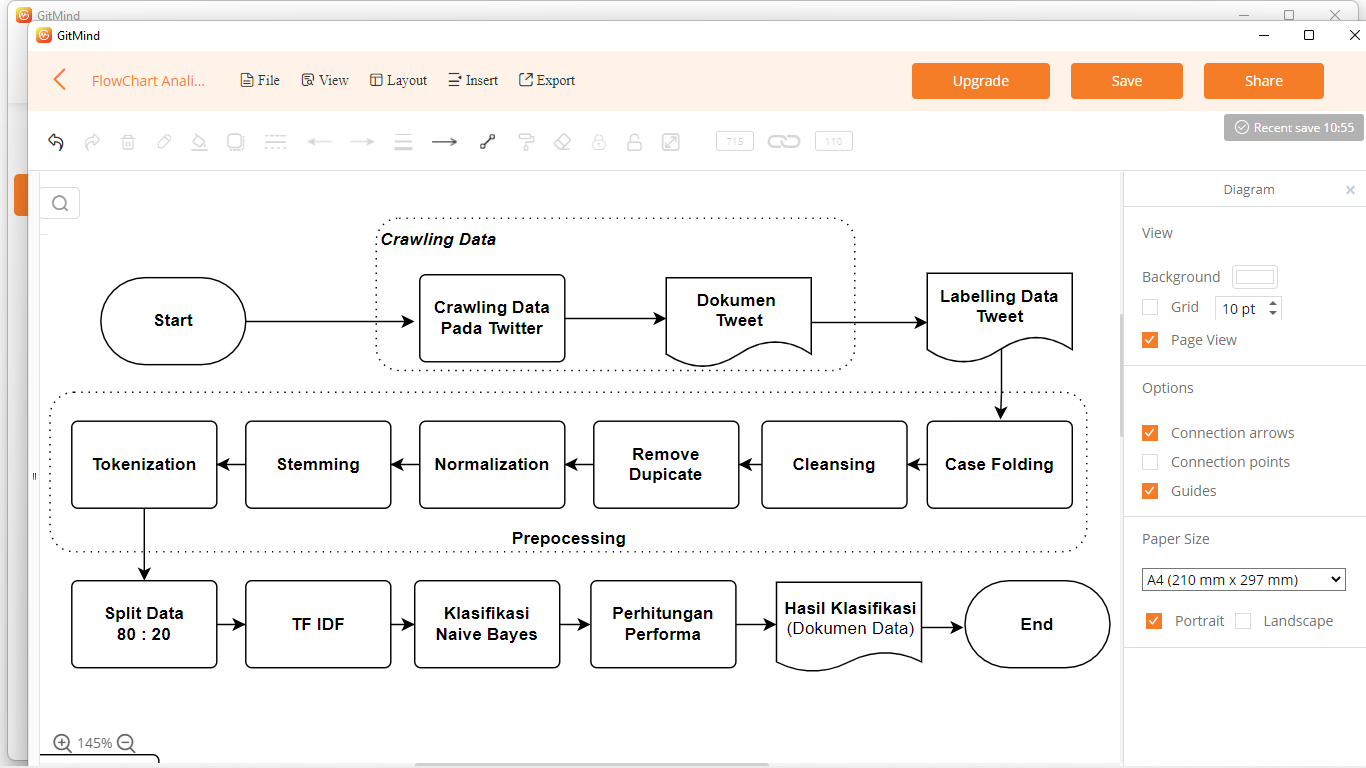 GitMind
GitMind
FlowChart Anali...
File
View
Layout
Insert
Export
Upgrade
Save
Share
715
110
Recent save 10:55
Diagram
View
Background
Grid
10 pt
Page View
Options
Connection arrows
Connection points
Guides
Paper Size
A4 (210 mm x 297 mm)
Portrait
Landscape
Crawling Data
Start
Crawling Data
Pada Twitter
Dokumen
Tweet
Labelling Data
Tweet
Tokenization
Stemming
Normalization
Remove
Dupicate
Cleansing
Case Folding
Prepocessing
Split Data
80 : 20
TF IDF
Klasifikasi
Naive Bayes
Perhitungan
Performa
Hasil Klasifikasi
(Dokumen Data)
End
145%